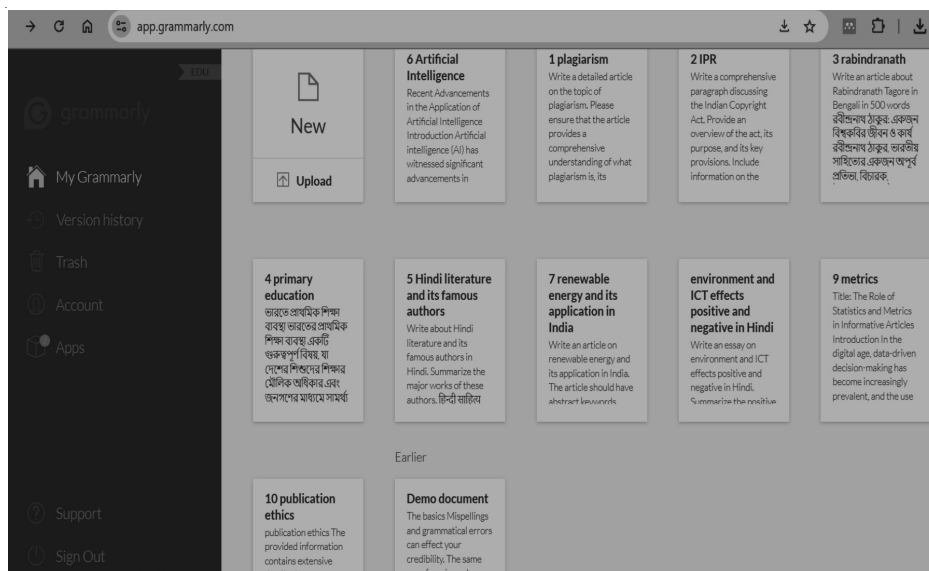 app.grammarly.com
EDU
grammarly
My Grammarly
Version history
Trash
Account
Apps
Support
Sign Out
New
Upload
6 Artificial
Intelligence
Recent Advancements
in the Application of
Artificial Intelligence
Introduction Artificial
intelligence (AI) has
witnessed significant
advancements in
1 plagiarism
Write a detailed article
on the topic of
plagiarism. Please
ensure that the article
provides a
comprehensive
understanding of what
plagiarism is, its
2 IPR
Write a comprehensive
paragraph discussing
the Indian Copyright
Act. Provide an
overview of the act, its
purpose, and its key
provisions. Include
information on the
3 rabindranath
Write an article about
Rabindranath Tagore in
Bengali in 500 words
রবীন্দ্রনাথ ঠাকুর: একজন
বিশ্বকবির জীবন ও কার্য
রবীন্দ্রনাথ ঠাকুর, ভারতীয়
সাহিত্যের একজন অপূর্ব
প্রতিভা, বিচারক,
4 primary
education
ভারতে প্রাথমিক শিক্ষা
ব্যবস্থা ভারতের প্রাথমিক
শিক্ষা ব্যবস্থা একটি
গুরুত্বপূর্ণ বিষয়, যা
দেশের শিশুদের শিক্ষার
মৌলিক অধিকার এবং
জনগণের মাধ্যমে সামর্থ্য
5 Hindi literature
and its famous
authors
Write about Hindi
literature and its
famous authors in
Hindi. Summarize the
major works of these
authors. हिन्दी साहित्य
7 renewable
energy and its
application in
India
Write an article on
renewable energy and
its application in India.
The article should have
abstract keywords
environment and
ICT effects
positive and
negative in Hindi
Write an essay on
environment and ICT
effects positive and
negative in Hindi.
Summarize the positive
9 metrics
Title: The Role of
Statistics and Metrics
in Informative Articles
Introduction In the
digital age, data-driven
decision-making has
become increasingly
prevalent, and the use
Earlier
10 publication
ethics
publication ethics The
provided information
contains extensive
Demo document
The basics Mispellings
and grammatical errors
can effect your
credibility. The same